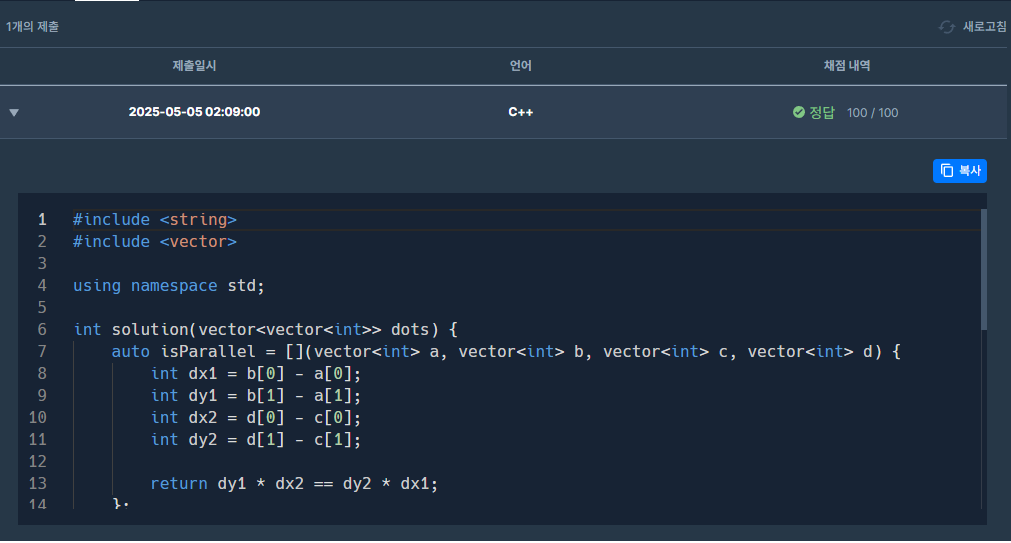 1개의 제출
새로고침
제출일시 언어 채점 내역
2025-05-05 02:09:00 C++ 정답 100 / 100
복사
1 #include <string>
2 #include <vector>
3
4 using namespace std;
5
6 int solution(vector<vector<int>> dots) {
7     auto isParallel = [](vector<int> a, vector<int> b, vector<int> c, vector<int> d) {
8         int dx1 = b[0] - a[0];
9         int dy1 = b[1] - a[1];
10         int dx2 = d[0] - c[0];
11         int dy2 = d[1] - c[1];
12
13         return dy1 * dx2 == dy2 * dx1;
14     };